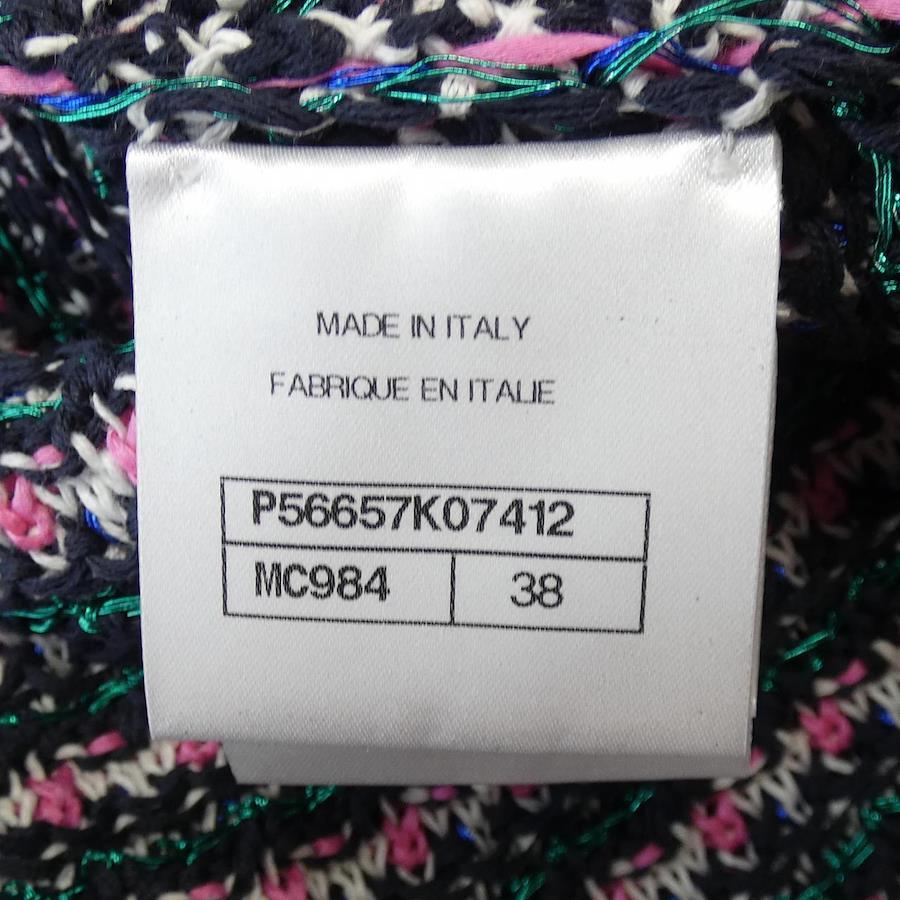 MADE IN ITALY
FABRIQUE EN ITALIE
P56657K07412
MC984 38